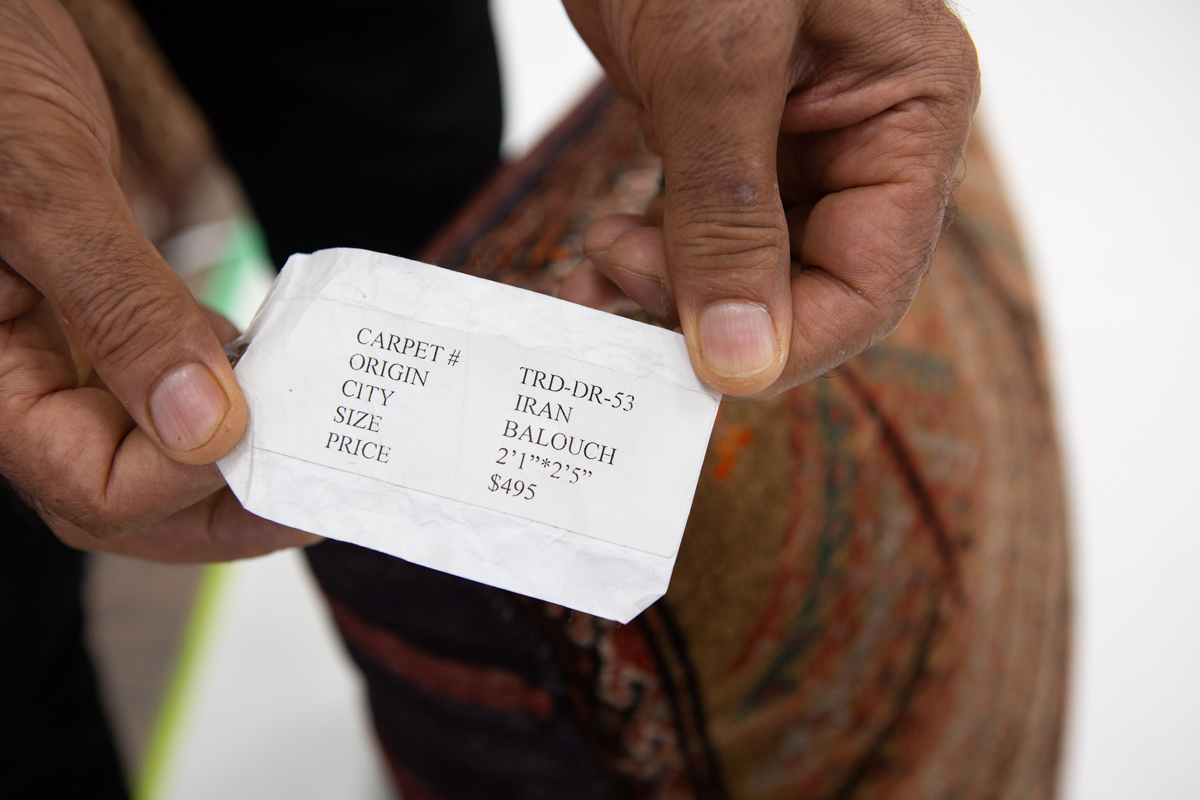 CARPET # TRD-DR-53
ORIGIN IRAN
CITY BALOUCH
SIZE 2’1”*2’5”
PRICE $495